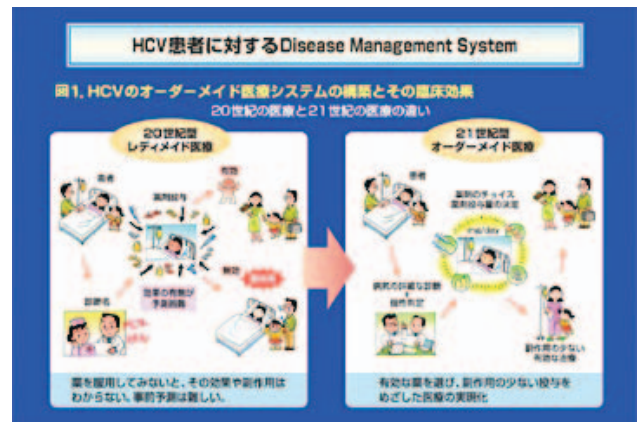 HCV患者に対するDisease Management System
図1. HCVのオーダーメイド医療システムの構築とその臨床効果
20世紀の医療と21世紀の医療の違い
20世紀型
レディメイド医療
患者
薬剤投与
有効
無効
副作用
診断名
効果の有無が
予測困難
薬を服用してみないと、その効果や副作用は
わからない。事前予測は難しい。
21世紀型
オーダーメイド医療
患者
薬剤のチョイス
薬剤投与量の決定
mg/day
病気の詳細な診断
+
個性判定
副作用の少ない
有効な治療
有効な薬を選び、副作用の少ない投与を
めざした医療の実現化